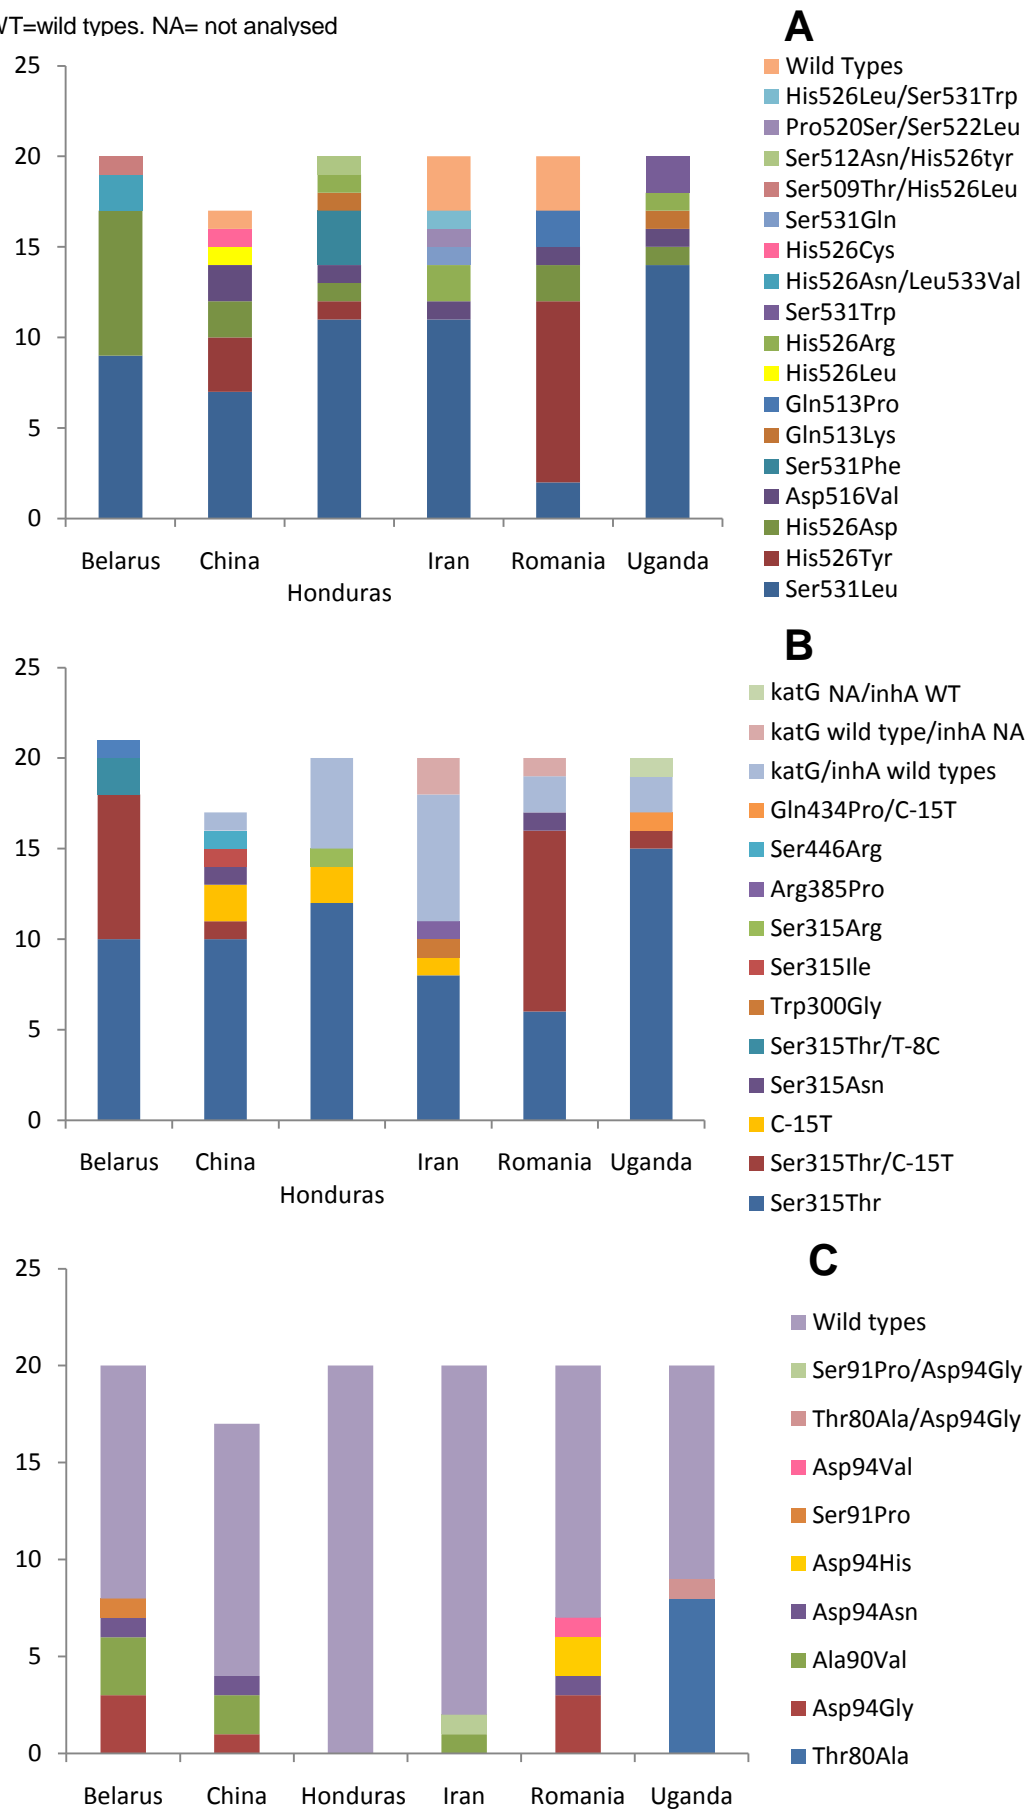 WT=wild types. NA= not analysed
A
25
20
15
10
5
0
Belarus
China
Honduras
Iran
Romania
Uganda
Wild Types
His526Leu/Ser531Trp
Pro520Ser/Ser522Leu
Ser512Asn/His526tyr
Ser509Thr/His526Leu
Ser531Gln
His526Cys
His526Asn/Leu533Val
Ser531Trp
His526Arg
His526Leu
Gln513Pro
Gln513Lys
Ser531Phe
Asp516Val
His526Asp
His526Tyr
Ser531Leu
B
25
20
15
10
5
0
Belarus
China
Honduras
Iran
Romania
Uganda
katG NA/inhA WT
katG wild type/inhA NA
katG/inhA wild types
Gln434Pro/C-15T
Ser446Arg
Arg385Pro
Ser315Arg
Ser315Ile
Trp300Gly
Ser315Thr/T-8C
Ser315Asn
C-15T
Ser315Thr/C-15T
Ser315Thr
C
25
20
15
10
5
0
Belarus
China
Honduras
Iran
Romania
Uganda
Wild types
Ser91Pro/Asp94Gly
Thr80Ala/Asp94Gly
Asp94Val
Ser91Pro
Asp94His
Asp94Asn
Ala90Val
Asp94Gly
Thr80Ala